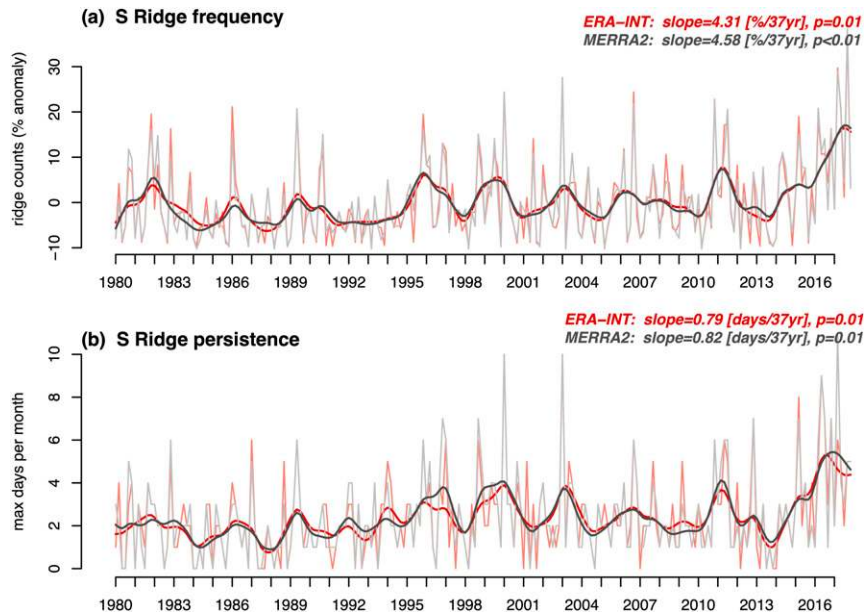 (a) S Ridge frequency
ERA−INT: slope=4.31 [%/37yr], p=0.01
MERRA2: slope=4.58 [%/37yr], p<0.01
ridge counts (% anomaly)
30
20
10
0
−10
1980 1983 1986 1989 1992 1995 1998 2001 2004 2007 2010 2013 2016
(b) S Ridge persistence
ERA−INT: slope=0.79 [days/37yr], p=0.01
MERRA2: slope=0.82 [days/37yr], p=0.01
max days per month
10
8
6
4
2
0
1980 1983 1986 1989 1992 1995 1998 2001 2004 2007 2010 2013 2016